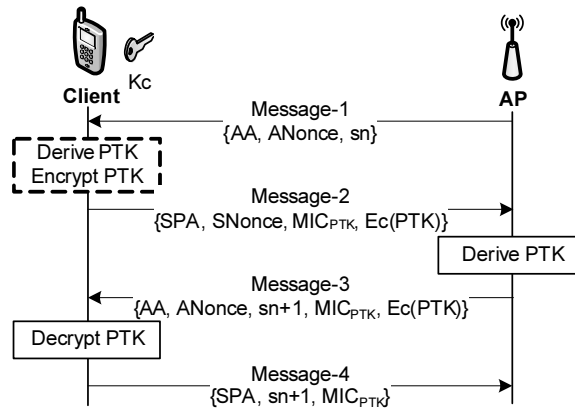 Kc
Client
AP
Message-1
{AA, ANonce, sn}
Derive PTK
Encrypt PTK
Message-2
{SPA, SNonce, MICPTK, Ec(PTK)}
Derive PTK
Message-3
{AA, ANonce, sn+1, MICPTK, Ec(PTK)}
Decrypt PTK
Message-4
{SPA, sn+1, MICPTK}